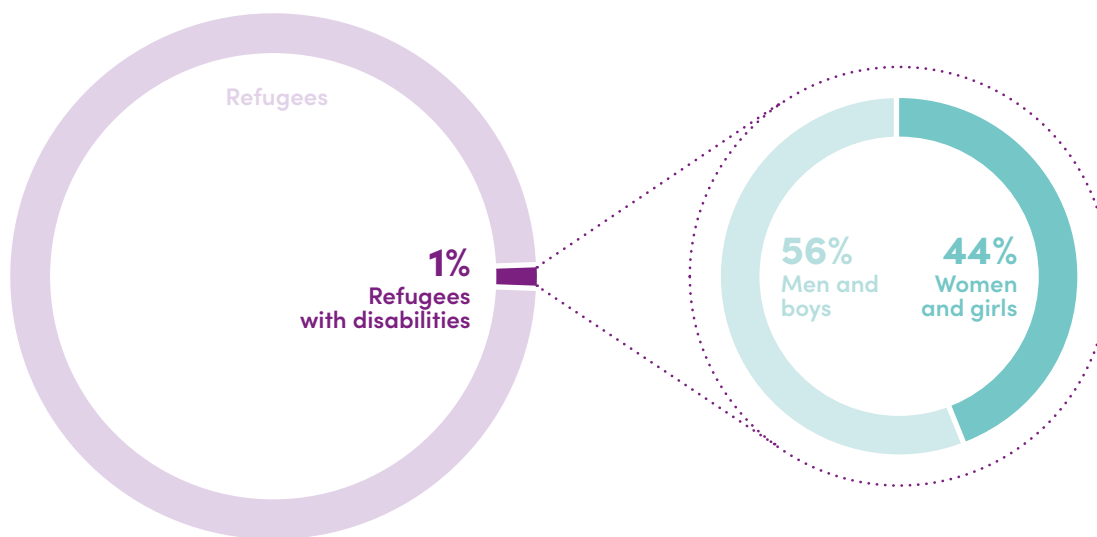 Refugees
1%
Refugees
with disabilities
56%
Men and
boys
44%
Women
and girls